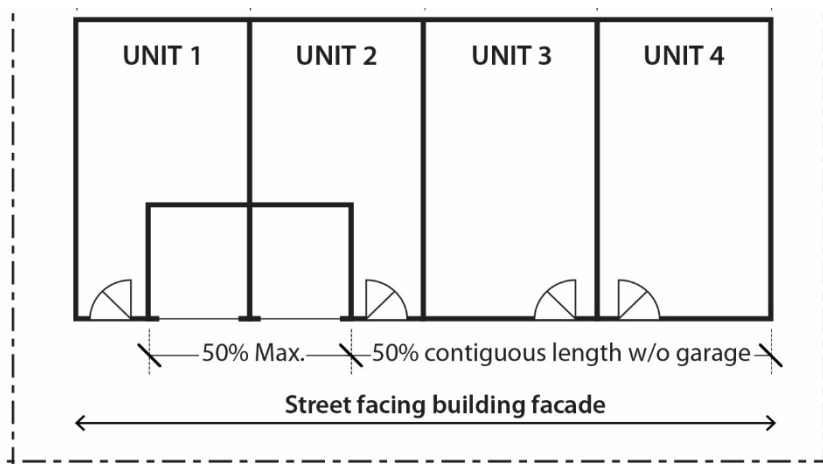 UNIT 1 UNIT 2 UNIT 3 UNIT 4
50% Max. 50% contiguous length w/o garage
Street facing building facade